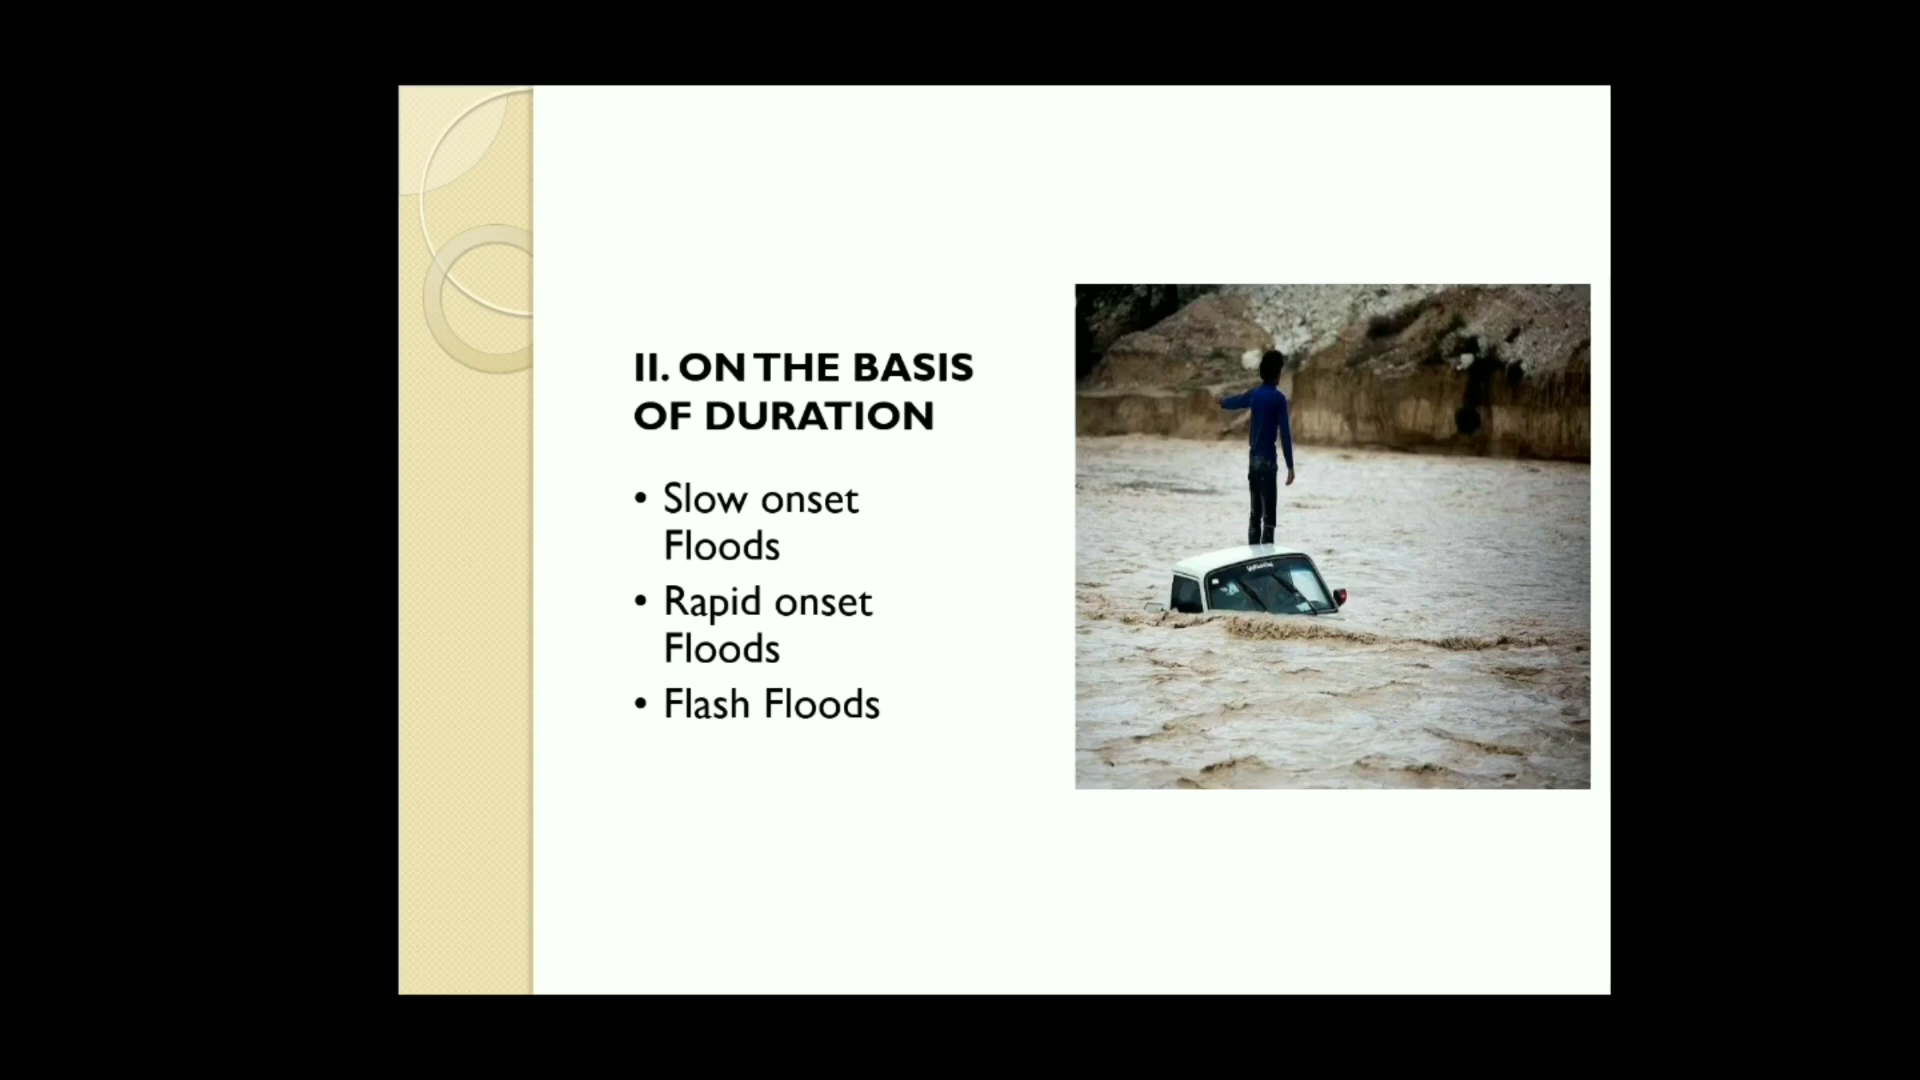 II. ON THE BASIS
OF DURATION
• Slow onset
Floods
• Rapid onset
Floods
• Flash Floods